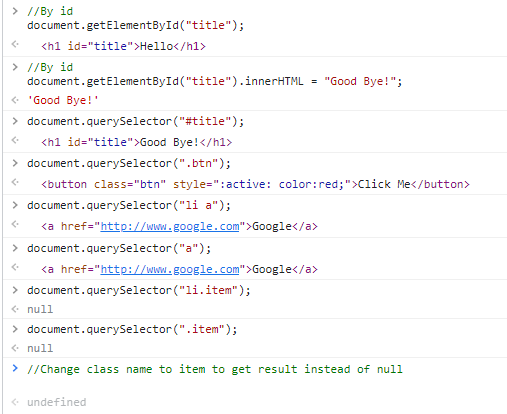 //By id
document.getElementById("title");
<h1 id="title">Hello</h1>
//By id
document.getElementById("title").innerHTML = "Good Bye!";
'Good Bye!'
document.querySelector("#title");
<h1 id="title">Good Bye!</h1>
document.querySelector(".btn");
<button class="btn" style=":active: color:red;">Click Me</button>
document.querySelector("li a");
<a href="http://www.google.com">Google</a>
document.querySelector("a");
<a href="http://www.google.com">Google</a>
document.querySelector("li.item");
null
document.querySelector(".item");
null
//Change class name to item to get result instead of null
undefined